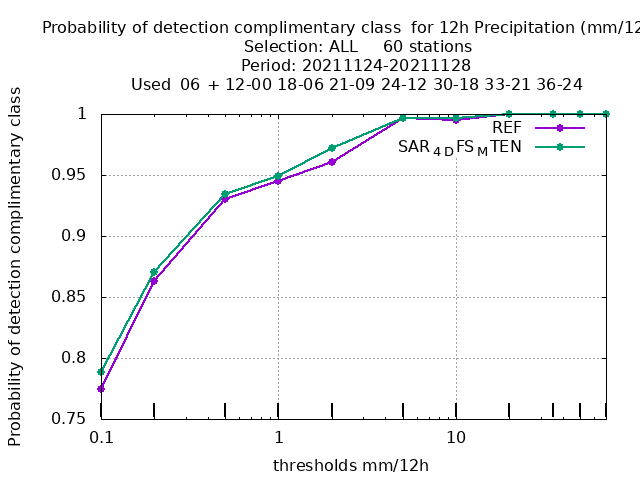 Probability of detection complimentary class  for 12h Precipitation (mm/12
Selection: ALL     60 stations
Period: 20211124-20211128
Used  06  + 12-00 18-06 21-09 24-12 30-18 33-21 36-24
Probability of detection complimentary class
1
0.95
0.9
0.85
0.8
0.75
REF
SAR4DFSMTEN
0.1 1 10
thresholds mm/12h